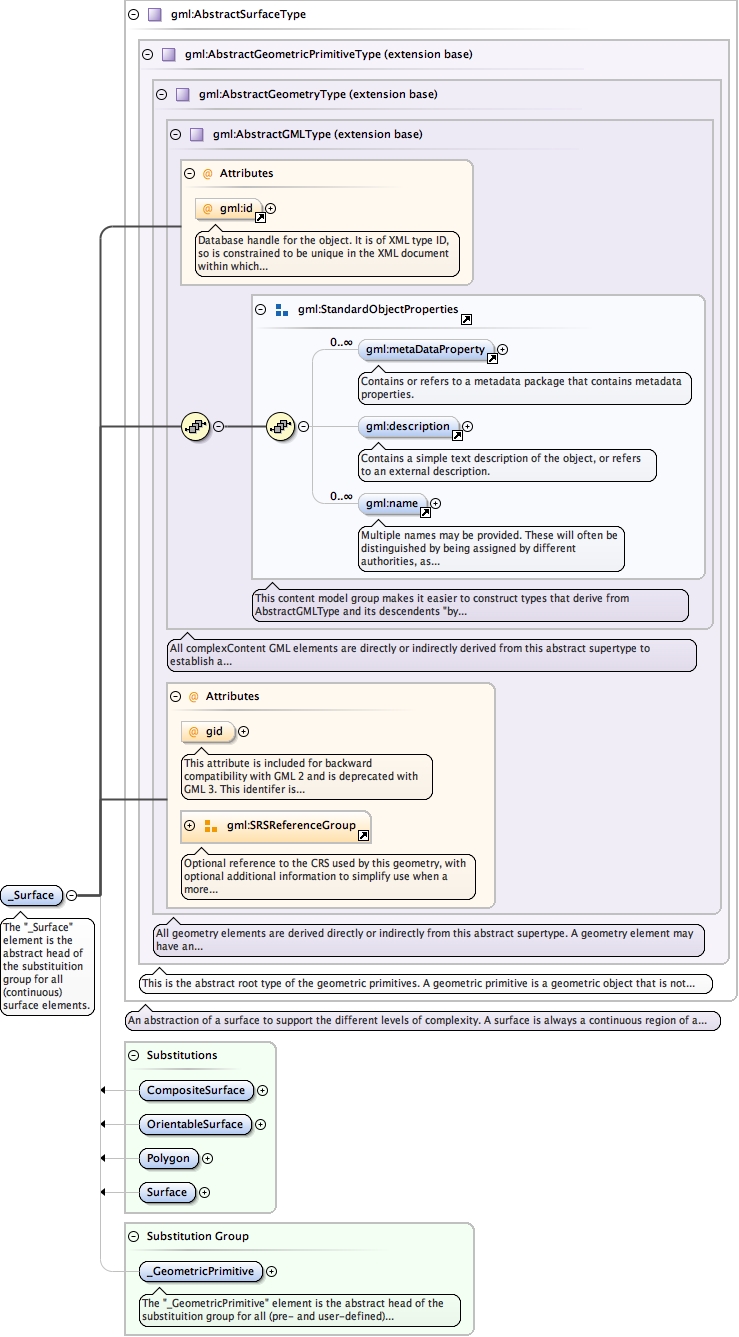 gml:AbstractSurfaceType
gml:AbstractGeometricPrimitiveType (extension base)
gml:AbstractGeometryType (extension base)
gml:AbstractGMLType (extension base)
@ Attributes
@ gml:id
Database handle for the object. It is of XML type ID,
so is constrained to be unique in the XML document
within which...
gml:StandardObjectProperties
0..∞
gml:metaDataProperty
Contains or refers to a metadata package that contains metadata
properties.
gml:description
Contains a simple text description of the object, or refers
to an external description.
0..∞
gml:name
Multiple names may be provided. These will often be
distinguished by being assigned by different
authorities, as...
This content model group makes it easier to construct types that derive from
AbstractGMLType and its descendents "by...
All complexContent GML elements are directly or indirectly derived from this abstract supertype to
establish a...
@ Attributes
@ gid
This attribute is included for backward
compatibility with GML 2 and is deprecated with
GML 3. This identifer is...
gml:SRSReferenceGroup
Optional reference to the CRS used by this geometry, with
optional additional information to simplify use when a
more...
_Surface
The "_Surface"
element is the
abstract head of
the substituition
group for all
(continuous)
surface elements.
All geometry elements are derived directly or indirectly from this abstract supertype. A geometry element may
have an...
This is the abstract root type of the geometric primitives. A geometric primitive is a geometric object that is not...
An abstraction of a surface to support the different levels of complexity. A surface is always a continuous region of a...
Substitutions
CompositeSurface
OrientableSurface
Polygon
Surface
Substitution Group
_GeometricPrimitive
The "_GeometricPrimitive" element is the abstract head of the
substituition group for all (pre- and user-defined)...